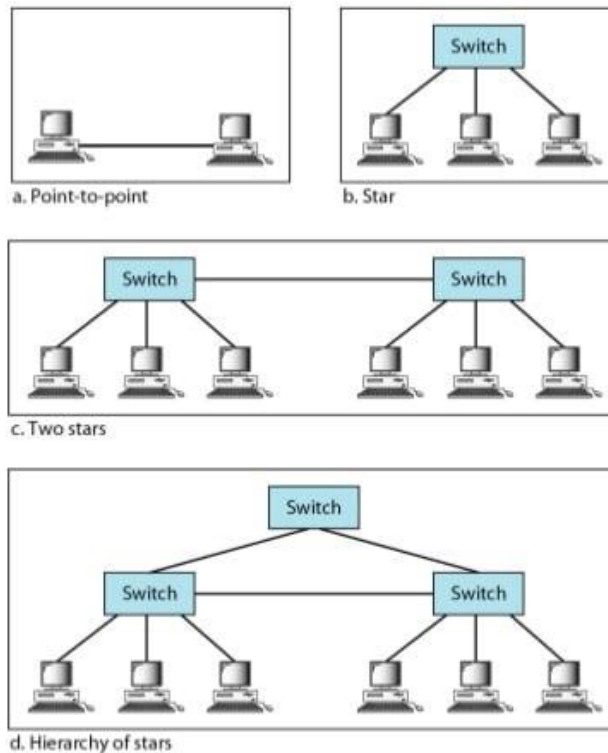 Switch
a. Point-to-point
b. Star
Switch
Switch
c. Two stars
Switch
Switch
Switch
d. Hierarchy of stars